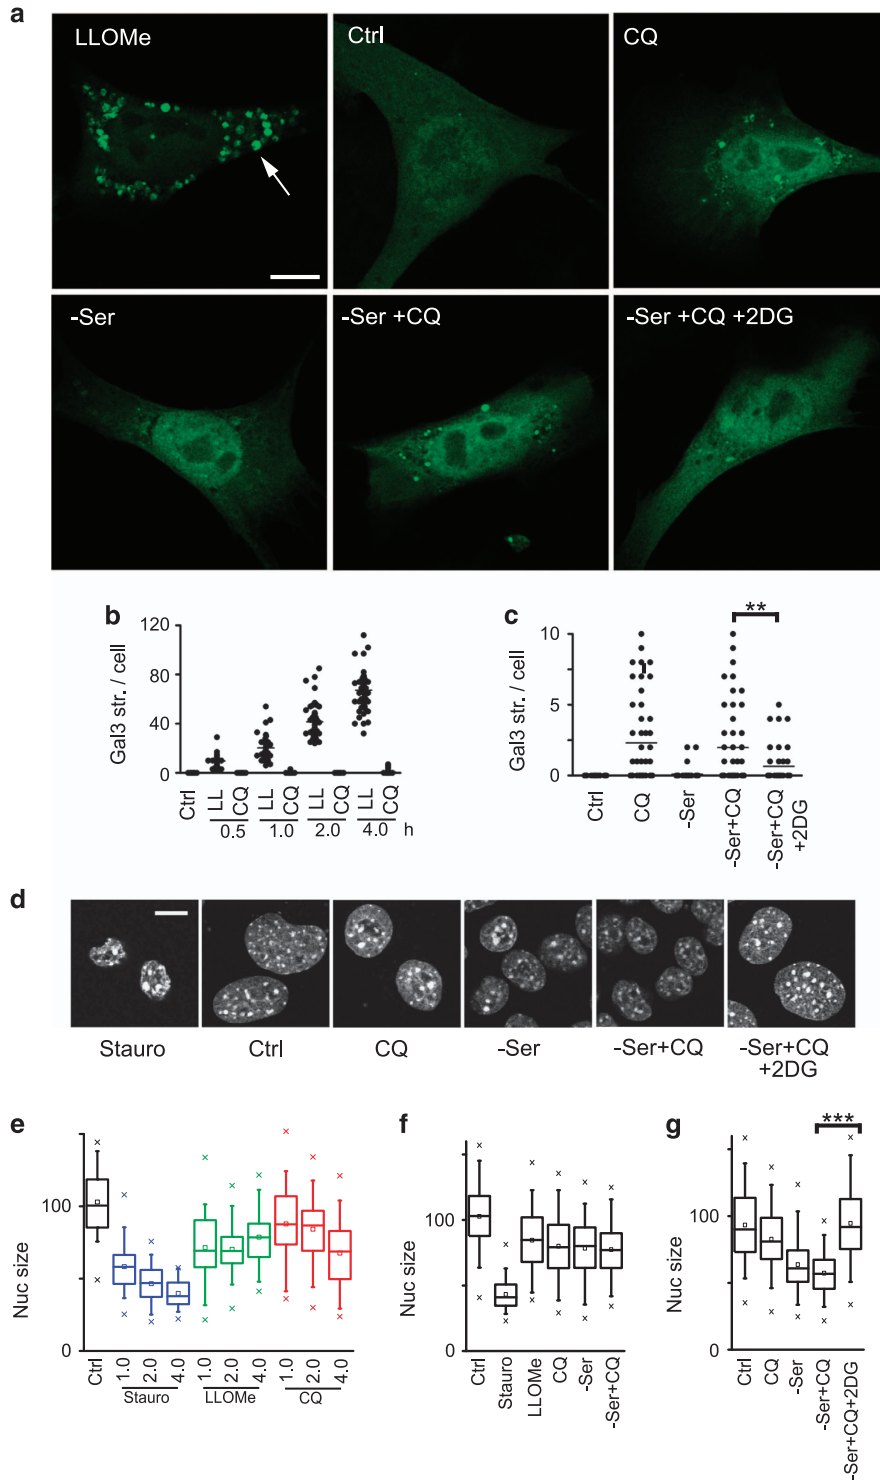 a
LLOMe
Ctrl
CQ
-Ser
-Ser +CQ
-Ser +CQ +2DG
b
Gal3 str. / cell
120
80
40
0
Ctrl
LL
CQ
LL
CQ
LL
CQ
LL
CQ
0.5
1.0
2.0
4.0
h
c
**
Gal3 str. / cell
10
5
0
Ctrl
CQ
-Ser
-Ser+CQ
-Ser+CQ
+2DG
d
Stauro
Ctrl
CQ
-Ser
-Ser+CQ
-Ser+CQ
+2DG
e
Nuc size
100
0
Ctrl
1.0
2.0
4.0
1.0
2.0
4.0
1.0
2.0
4.0
Stauro
LLOMe
CQ
f
Nuc size
100
0
Ctrl
Stauro
LLOMe
CQ
-Ser
-Ser+CQ
g
***
Nuc size
100
0
Ctrl
CQ
-Ser
-Ser+CQ
-Ser+CQ+2DG